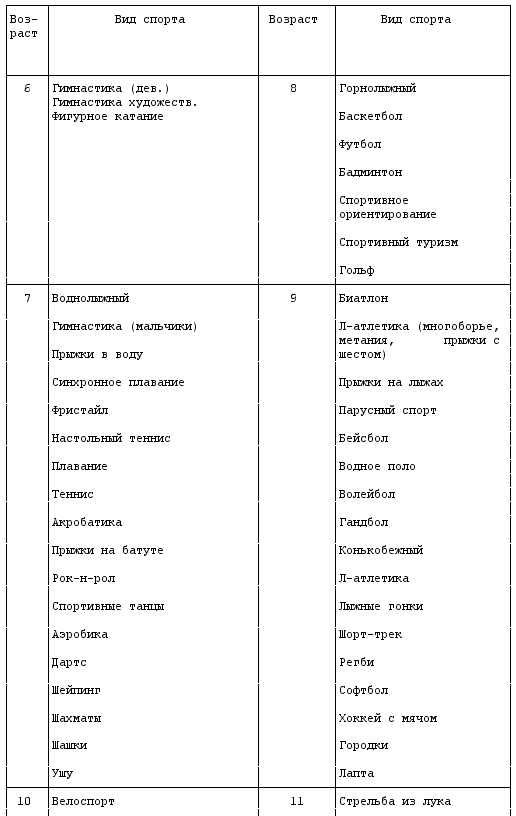 Воз-
раст
Вид спорта
Возраст
Вид спорта
6
Гимнастика (дев.)
Гимнастика художеств.
Фигурное катание
8
Горнолыжный
Баскетбол
Футбол
Бадминтон
Спортивное
ориентирование
Спортивный туризм
Гольф
7
Воднолыжный
Гимнастика (мальчики)
Прыжки в воду
Синхронное плавание
Фристайл
Настольный теннис
Плавание
Теннис
Акробатика
Прыжки на батуте
Рок-н-рол
Спортивные танцы
Аэробика
Дартс
Шейпинг
Шахматы
Шашки
Ушу
9
Биатлон
Л-атлетика (многоборье,
метания, прыжки с
шестом)
Прыжки на лыжах
Парусный спорт
Бейсбол
Водное поло
Волейбол
Гандбол
Конькобежный
Л-атлетика
Лыжные гонки
Шорт-трек
Регби
Софтбол
Хоккей с мячом
Городки
Лапта
10
Велоспорт
11
Стрельба из лука